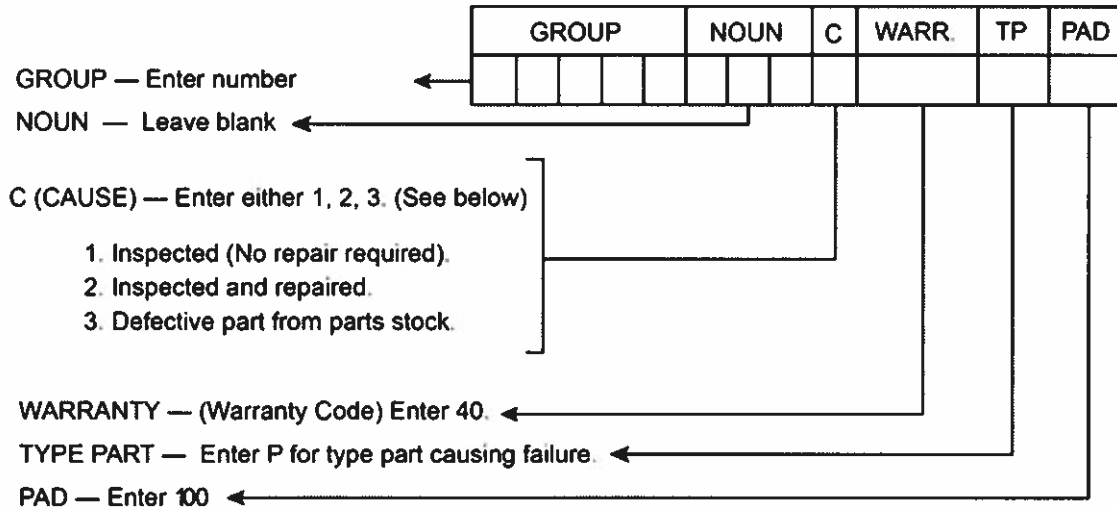 GROUP NOUN C WARR. TP PAD
GROUP — Enter number
NOUN — Leave blank
C (CAUSE) — Enter either 1, 2, 3. (See below)
1. Inspected (No repair required).
2. Inspected and repaired.
3. Defective part from parts stock.
WARRANTY — (Warranty Code) Enter 40.
TYPE PART — Enter P for type part causing failure.
PAD — Enter 100